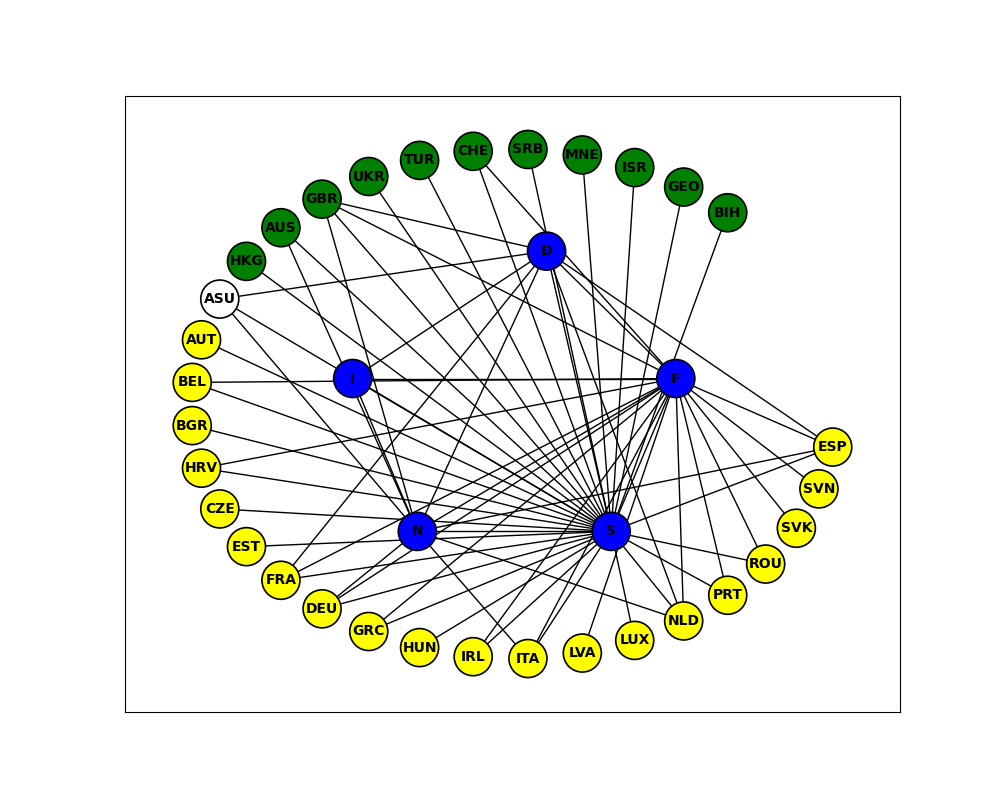 SRB
CHE
MNE
TUR
ISR
UKR
GEO
GBR
BIH
AUS
D
HKG
ASU
AUT
I
F
BEL
BGR
ESP
HRV
SVN
CZE
SVK
N
S
EST
ROU
FRA
PRT
DEU
NLD
GRC
LUX
HUN
LVA
IRL
ITA